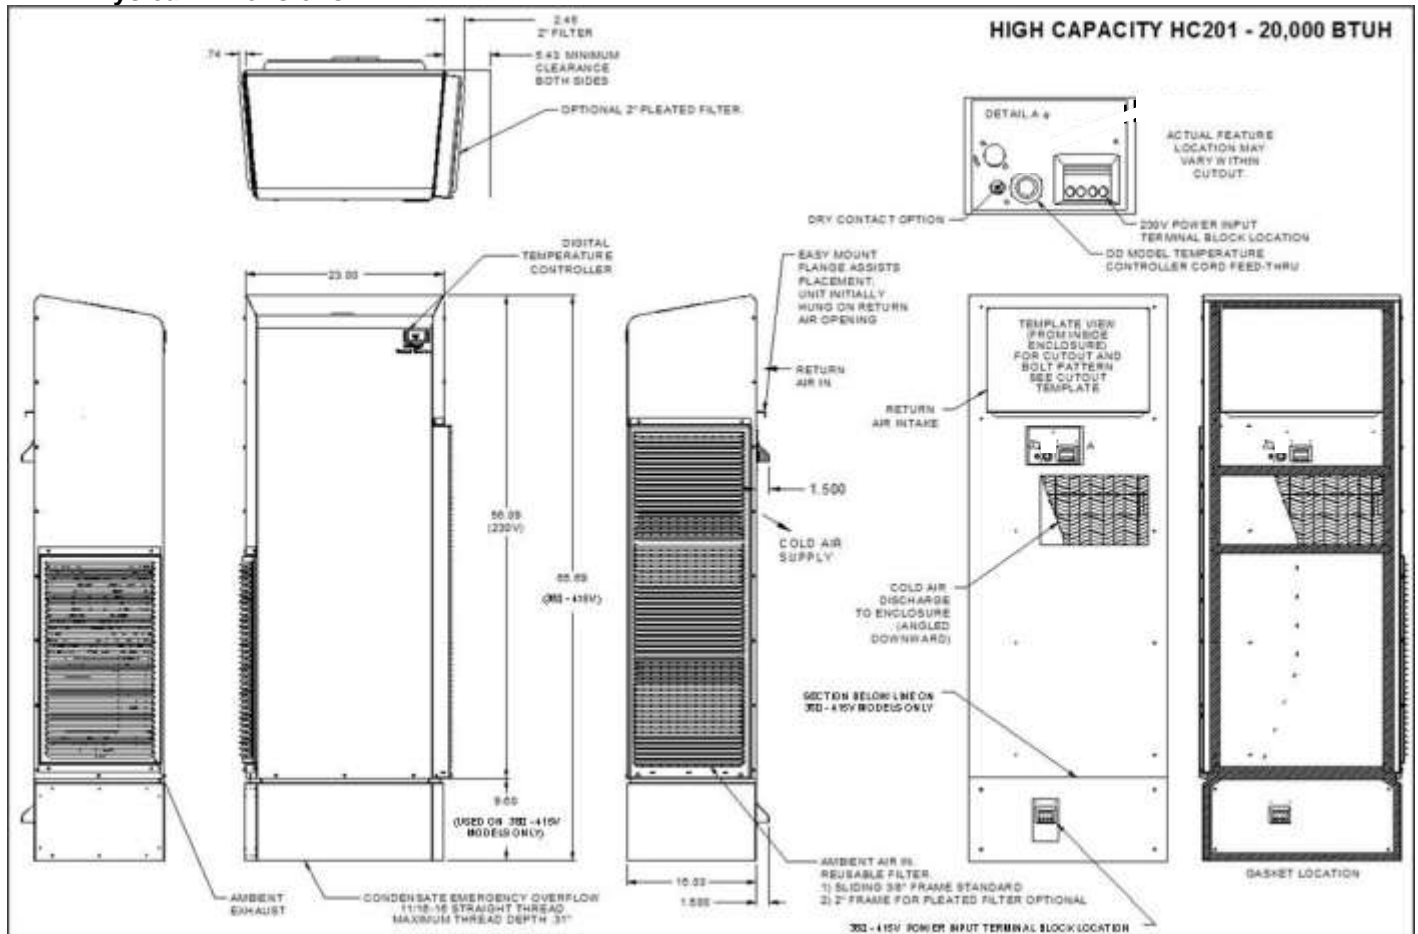 HIGH CAPACITY HC201 - 20,000 BTUH
2.45
2" FILTER
.74
5.43 MINIMUM
CLEARANCE
BOTH SIDES
OPTIONAL 2" PLEATED FILTER.
DETAIL A
ACTUAL FEATURE
LOCATION MAY
VARY WITHIN
CUTOUT.
DRY CONTACT OPTION
230V POWER INPUT
TERMINAL BLOCK LOCATION
DD MODEL TEMPERATURE
CONTROLLER CORD FEED-THRU
DIGITAL
TEMPERATURE
CONTROLLER
EASY MOUNT
FLANGE ASSISTS
PLACEMENT.
UNIT INITIALLY
HUNG ON RETURN
AIR OPENING
TEMPLATE VIEW
(FROM INSIDE
ENCLOSURE)
FOR CUTOUT AND
BOLT PATTERN
SEE CUTOUT
TEMPLATE
RETURN
AIR IN
RETURN
AIR INTAKE
A
1.500
(230V)
COLD AIR
SUPPLY
COLD AIR
DISCHARGE
TO ENCLOSURE
(ANGLED
DOWNWARD)
SECTION BELOW LINE ON
MODELS ONLY
9.60
(USED ON
MODELS ONLY)
AMBIENT
EXHAUST
CONDENSATE EMERGENCY OVERFLOW
11/16-16 STRAIGHT THREAD
MAXIMUM THREAD DEPTH .31"
AMBIENT AIR IN.
REUSABLE FILTER.
1) SLIDING 3/8" FRAME STANDARD
2) 2" FRAME FOR PLEATED FILTER OPTIONAL
POWER INPUT TERMINAL BLOCK LOCATION
GASKET LOCATION